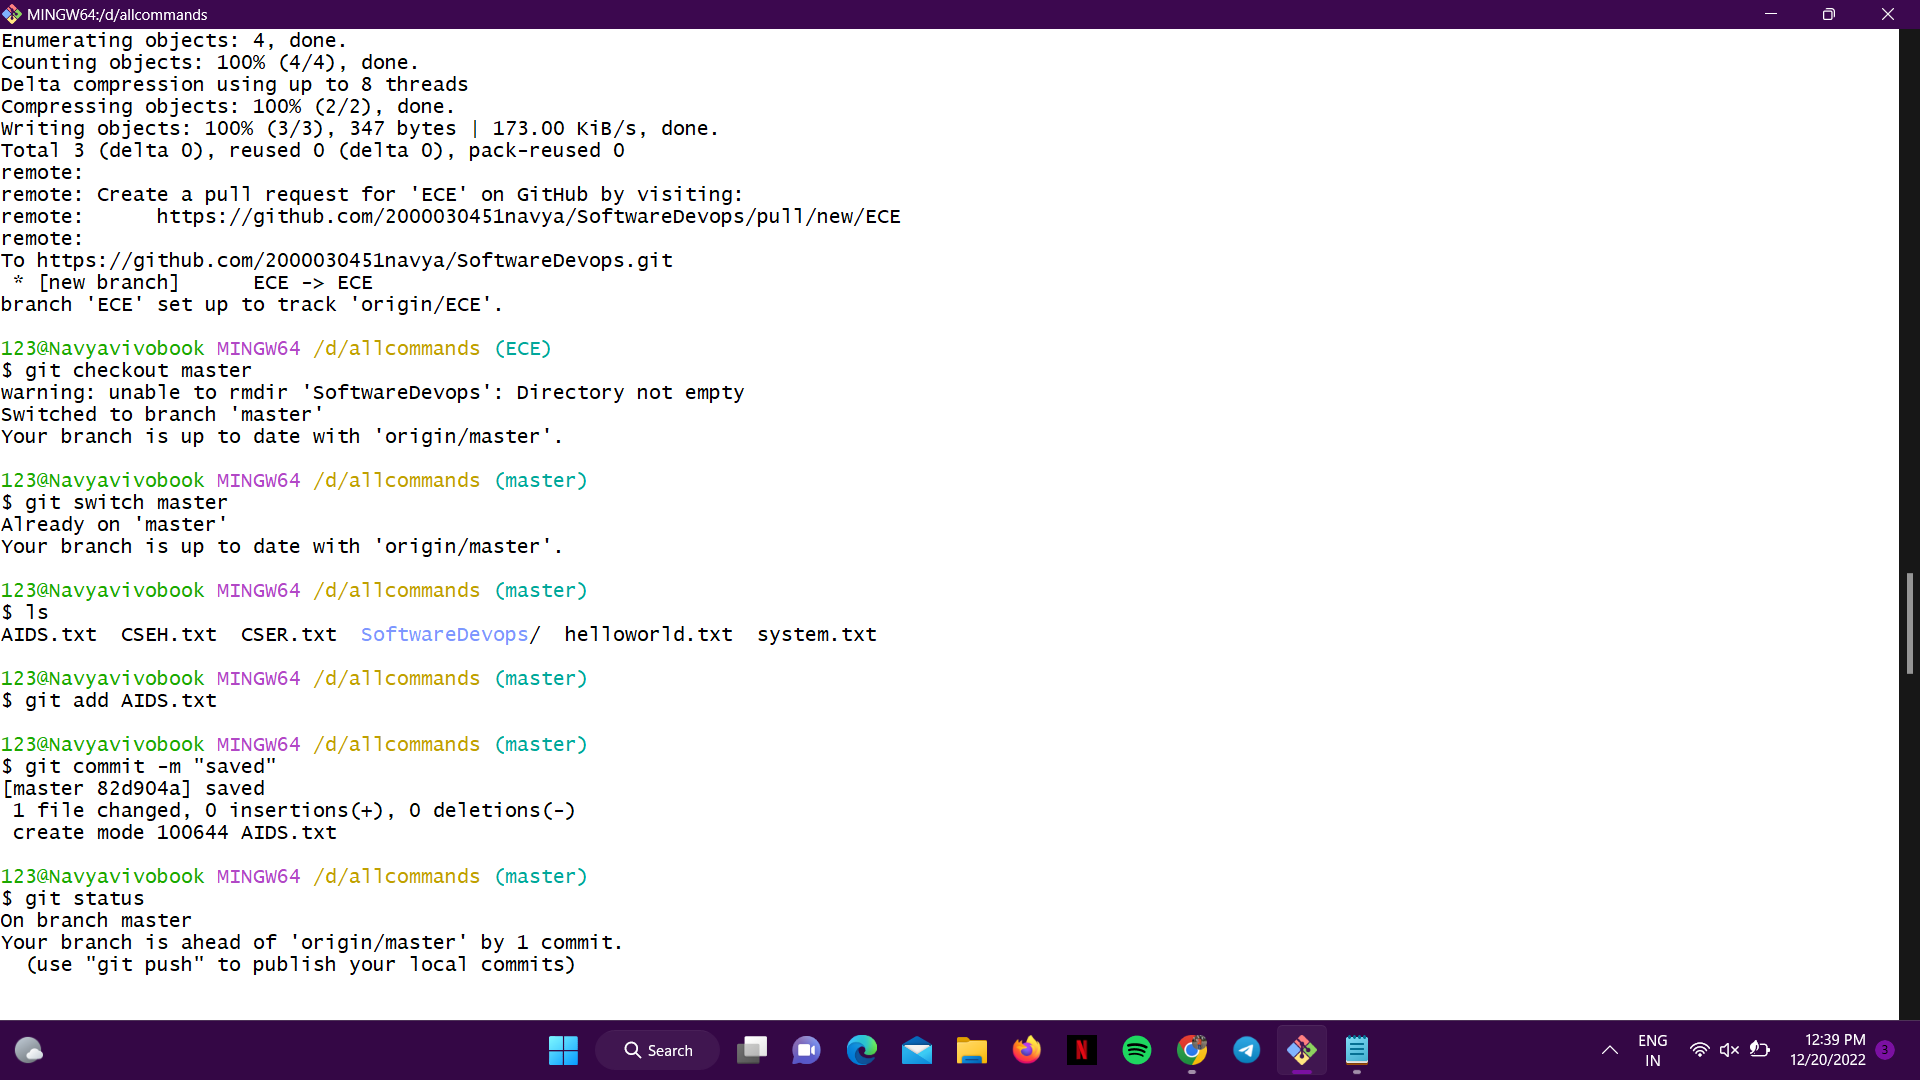 MINGW64:/d/allcommands
Enumerating objects: 4, done.
Counting objects: 100% (4/4), done.
Delta compression using up to 8 threads
Compressing objects: 100% (2/2), done.
Writing objects: 100% (3/3), 347 bytes | 173.00 KiB/s, done.
Total 3 (delta 0), reused 0 (delta 0), pack-reused 0
remote:
remote: Create a pull request for 'ECE' on GitHub by visiting:
remote:      https://github.com/2000030451navya/SoftwareDevops/pull/new/ECE
remote:
To https://github.com/2000030451navya/SoftwareDevops.git
 * [new branch]      ECE -> ECE
branch 'ECE' set up to track 'origin/ECE'.

123@Navyavivobook MINGW64 /d/allcommands (ECE)
$ git checkout master
warning: unable to rmdir 'SoftwareDevops': Directory not empty
Switched to branch 'master'
Your branch is up to date with 'origin/master'.

123@Navyavivobook MINGW64 /d/allcommands (master)
$ git switch master
Already on 'master'
Your branch is up to date with 'origin/master'.

123@Navyavivobook MINGW64 /d/allcommands (master)
$ ls
AIDS.txt  CSEH.txt  CSER.txt  SoftwareDevops/  helloworld.txt  system.txt

123@Navyavivobook MINGW64 /d/allcommands (master)
$ git add AIDS.txt

123@Navyavivobook MINGW64 /d/allcommands (master)
$ git commit -m "saved"
[master 82d904a] saved
 1 file changed, 0 insertions(+), 0 deletions(-)
 create mode 100644 AIDS.txt

123@Navyavivobook MINGW64 /d/allcommands (master)
$ git status
On branch master
Your branch is ahead of 'origin/master' by 1 commit.
  (use "git push" to publish your local commits)
Search
N
ENG
IN
12:39 PM
12/20/2022
3